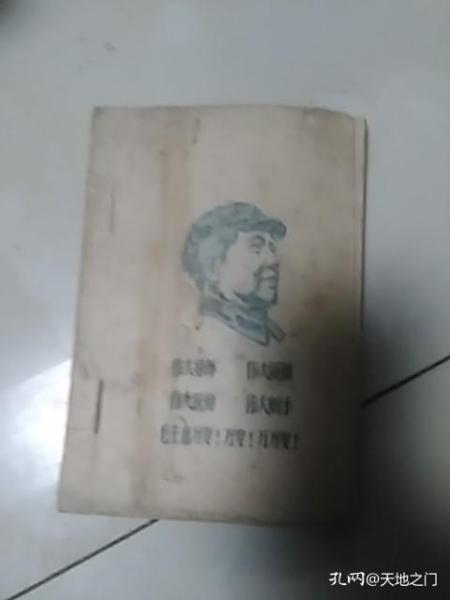 伟大导师 伟大领袖
伟大统帅 伟大舵手
毛主席万岁！万岁！万万岁！
孔网@天地之门